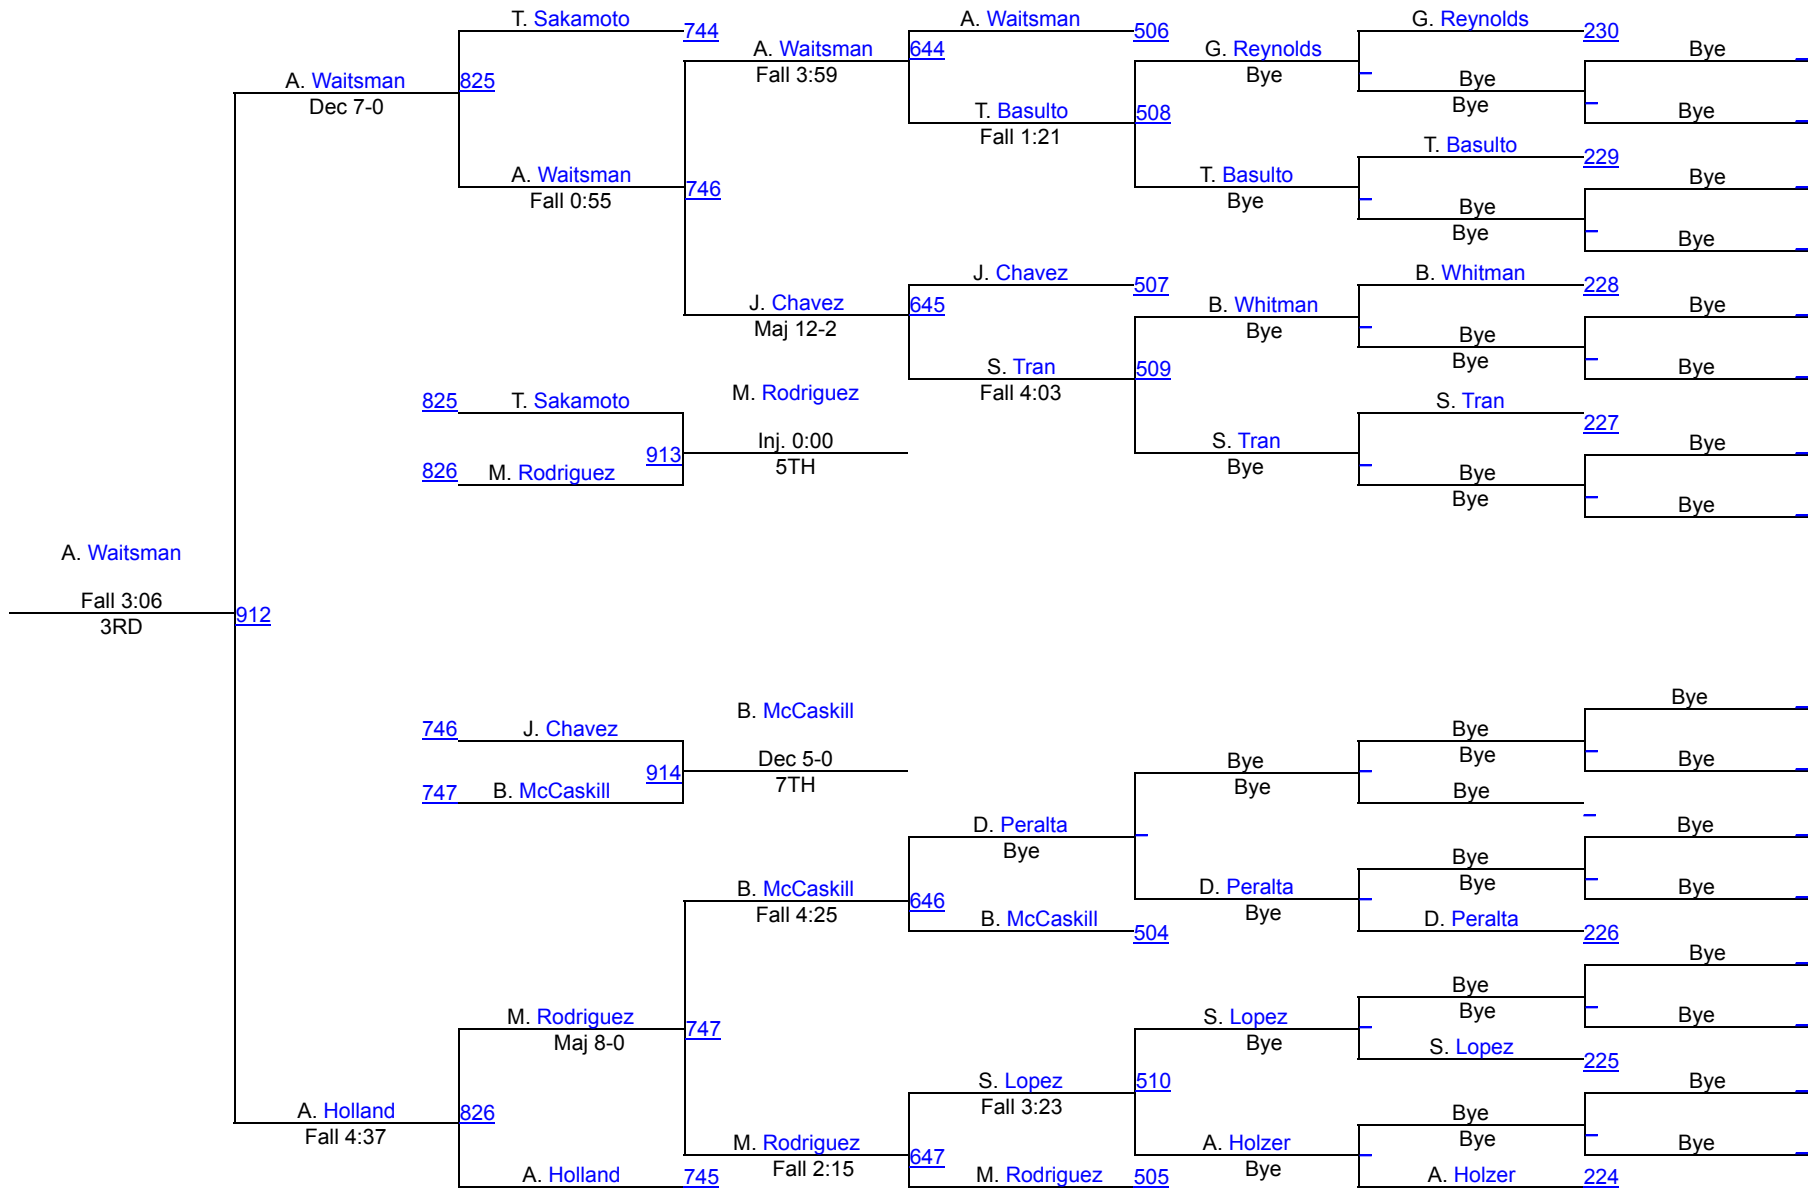 T. Sakamoto
744
A. Waitsman
825
Dec 7-0
A. Waitsman
Fall 0:55
746
A. Waitsman
Fall 3:59
644
A. Waitsman
506
T. Basulto
Fall 1:21
508
G. Reynolds
Bye
G. Reynolds
230
Bye
Bye
Bye
Bye
T. Basulto
Bye
T. Basulto
229
Bye
Bye
Bye
Bye
J. Chavez
Maj 12-2
645
J. Chavez
507
S. Tran
Fall 4:03
509
B. Whitman
Bye
B. Whitman
228
Bye
Bye
Bye
Bye
S. Tran
Bye
S. Tran
227
Bye
Bye
Bye
Bye
825 T. Sakamoto
826 M. Rodriguez
913
M. Rodriguez
Inj. 0:00
5TH
A. Waitsman
Fall 3:06
3RD
912
746 J. Chavez
747 B. McCaskill
914
B. McCaskill
Dec 5-0
7TH
Bye
Bye
Bye
Bye
Bye
Bye
Bye
D. Peralta
Bye
D. Peralta
Bye
Bye
Bye
Bye
Bye
D. Peralta
226
B. McCaskill
Fall 4:25
646
B. McCaskill
504
M. Rodriguez
Maj 8-0
747
S. Lopez
Bye
Bye
Bye
Bye
Bye
S. Lopez
225
S. Lopez
Fall 3:23
510
A. Holzer
Bye
Bye
Bye
Bye
Bye
A. Holzer
224
A. Holland
Fall 4:37
826
A. Holland
745
M. Rodriguez
Fall 2:15
647
M. Rodriguez
505